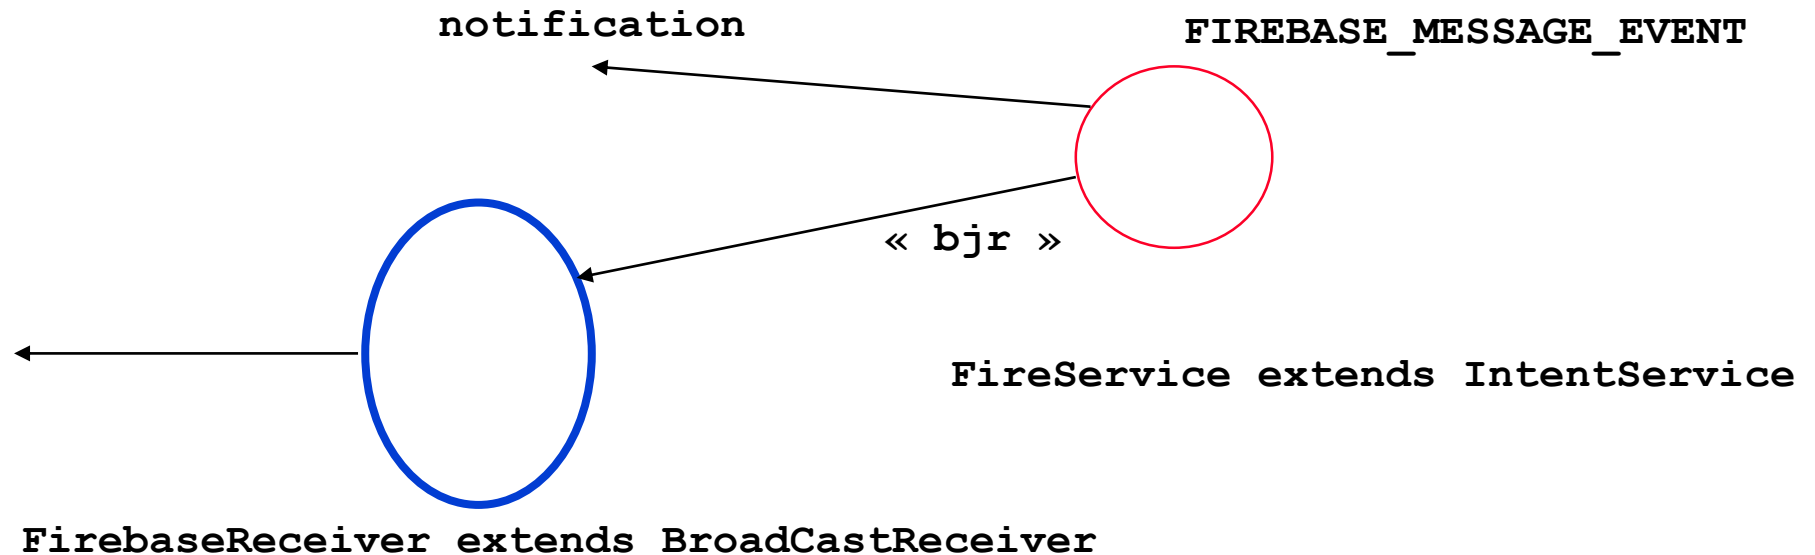 notification
FIREBASE_MESSAGE_EVENT
« bjr »
FireService extends IntentService
FirebaseReceiver extends BroadCastReceiver